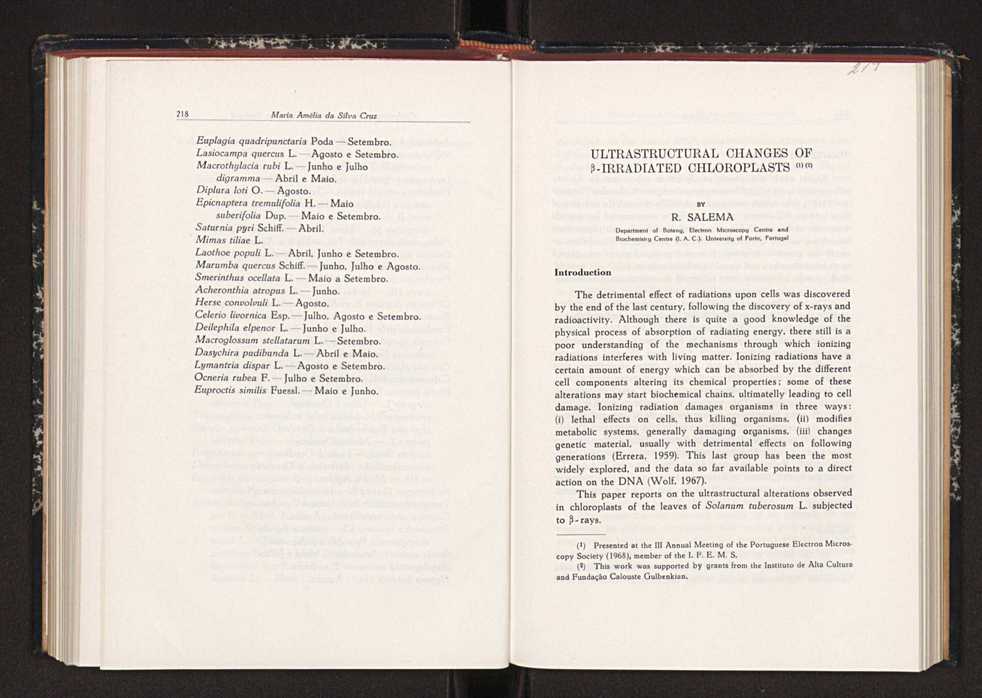 218 Maria Amélia da Silva Cruz
Euplagia quadripunctaria Poda — Setembro.
Lasiocampa quercus L. — Agosto e Setembro.
Macrothylacia rubi L. — Junho e Julho
digramma — Abril e Maio.
Diplura loti O. — Agosto.
Epicnaptera tremulifolia H. — Maio
suberifolia Dup. — Maio e Setembro.
Saturnia pyri Schiff. — Abril.
Mimas tiliae L.
Laothoe populi L. — Abril, Junho e Setembro.
Marumba quercus Schiff. — Junho, Julho e Agosto.
Smerinthus ocellata L. — Maio a Setembro.
Acheronthia atropus L. — Junho.
Herse convolvuli L. — Agosto.
Celerio livornica Esp. — Julho, Agosto e Setembro.
Deilephila elpenor L. — Junho e Julho.
Macroglossum stellatarum L. — Setembro.
Dasychira pudibunda L. — Abril e Maio.
Lymantria dispar L. — Agosto e Setembro.
Ocneria rubea F. — Julho e Setembro.
Euproctis similis Fuessl. — Maio e Junho.
219
ULTRASTRUCTURAL CHANGES OF
β-IRRADIATED CHLOROPLASTS (1) (2)
BY
R. SALEMA
Department of Botany, Electron Microscopy Centre and
Biochemistry Centre (I. A. C.). University of Porto, Portugal
Introduction
The detrimental effect of radiations upon cells was discovered
by the end of the last century, following the discovery of x-rays and
radioactivity. Although there is quite a good knowledge of the
physical process of absorption of radiating energy, there still is a
poor understanding of the mechanisms through which ionizing
radiations interferes with living matter. Ionizing radiations have a
certain amount of energy which can be absorbed by the different
cell components altering its chemical properties; some of these
alterations may start biochemical chains, ultimatelly leading to cell
damage. Ionizing radiation damages organisms in three ways:
(i) lethal effects on cells, thus killing organisms, (ii) modifies
metabolic systems, generally damaging organisms, (iii) changes
genetic material, usually with detrimental effects on following
generations (Errera, 1959). This last group has been the most
widely explored, and the data so far available points to a direct
action on the DNA (Wolf, 1967).
This paper reports on the ultrastructural alterations observed
in chloroplasts of the leaves of Solanum tuberosum L. subjected
to β-rays.
(1) Presented at the III Annual Meeting of the Portuguese Electron Micros-
copy Society (1968), member of the I. F. E. M. S.
(2) This work was supported by grants from the Instituto de Alta Cultura
and Fundação Calouste Gulbenkian.